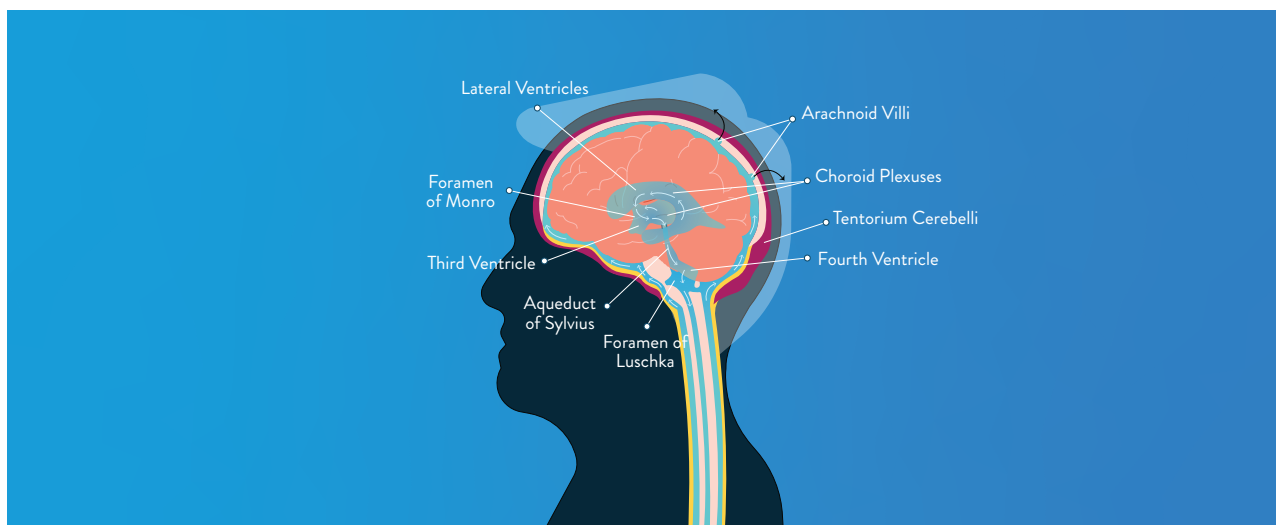 Lateral Ventricles
Arachnoid Villi
Foramen
of Monro
Choroid Plexuses
Tentorium Cerebelli
Third Ventricle
Fourth Ventricle
Aqueduct
of Sylvius
Foramen of
Luschka